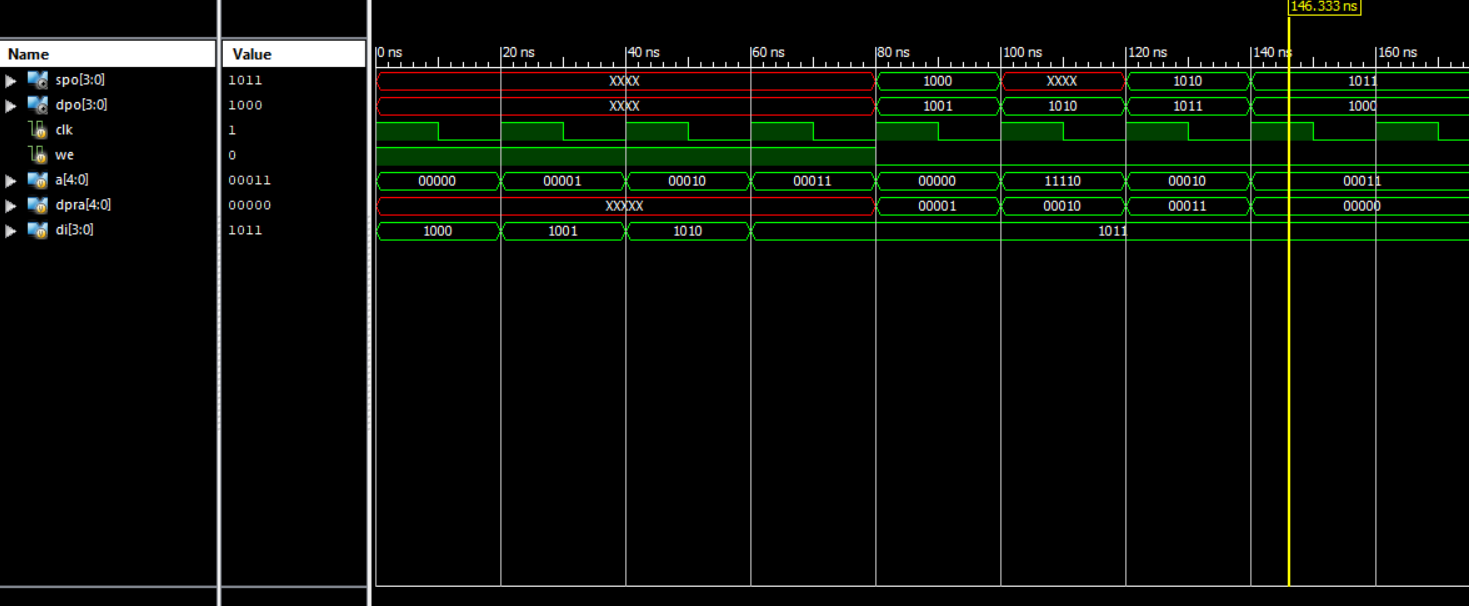 146.333 ns
Name Value 0 ns 20 ns 40 ns 60 ns 80 ns 100 ns 120 ns 140 ns 160 ns
spo[3:0] 1011 XXXX 1000 XXXX 1010 1011
dpo[3:0] 1000 XXXX 1001 1010 1011 1000
clk 1
we 0
a[4:0] 00011 00000 00001 00010 00011 00000 11110 00010 00011
dpra[4:0] 00000 XXXXX 00001 00010 00011 00000
di[3:0] 1011 1000 1001 1010 1011